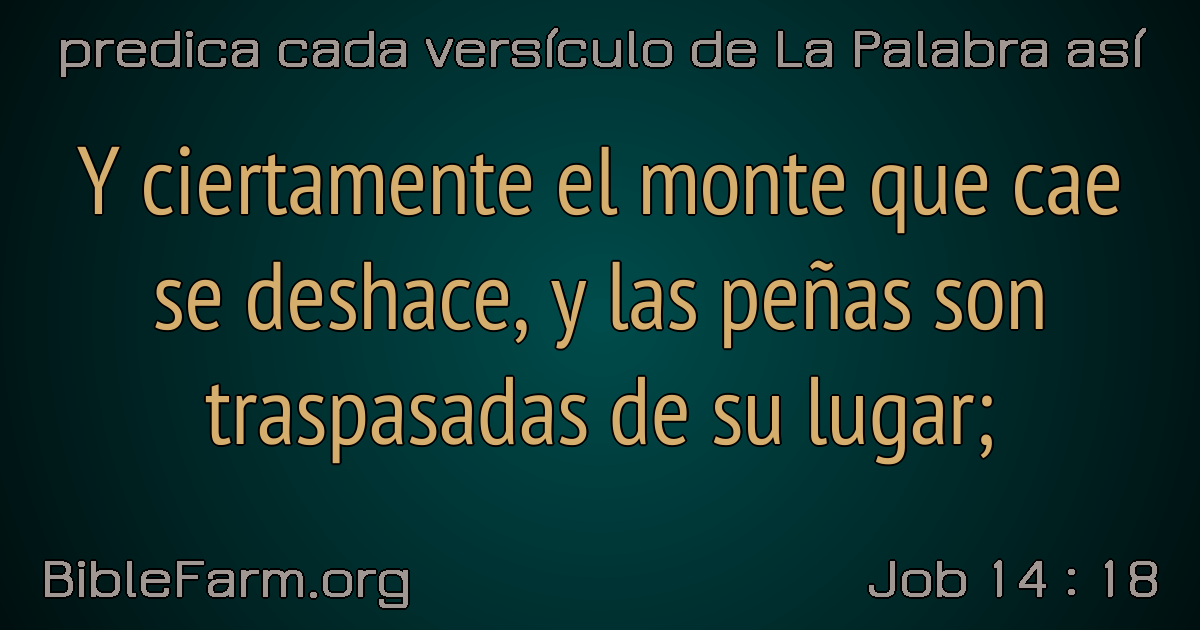 predica cada versículo de La Palabra así
Y ciertamente el monte que cae
se deshace, y las peñas son
traspasadas de su lugar;
BibleFarm.org
Job 14 : 18